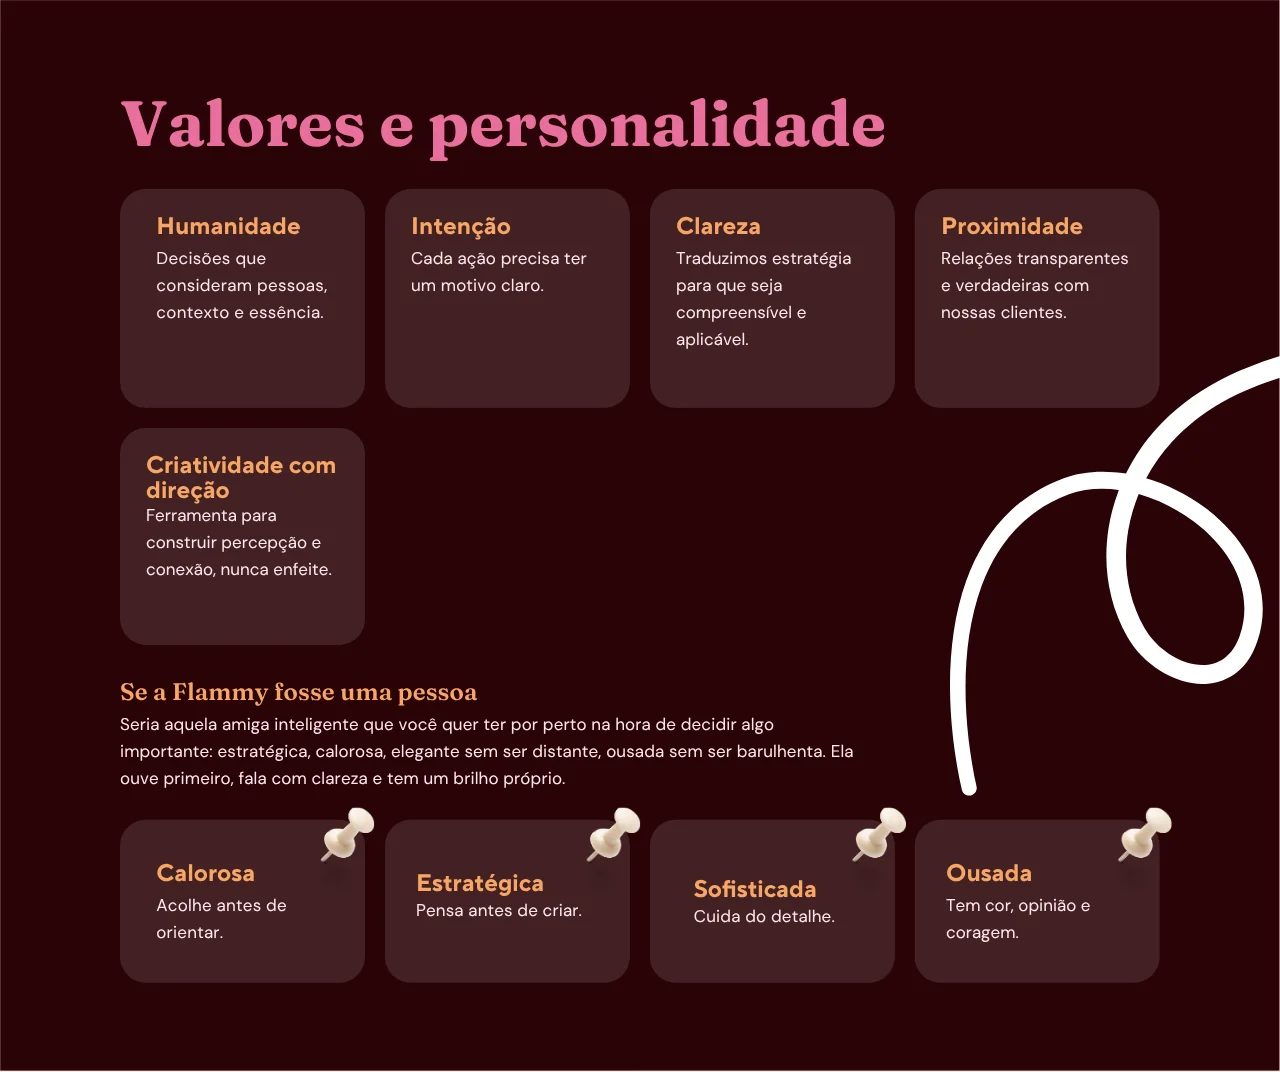 Valores e personalidade
Humanidade
Decisões que
consideram pessoas,
contexto e essência.
Intenção
Cada ação precisa ter
um motivo claro.
Clareza
Traduzimos estratégia
para que seja
compreensível e
aplicável.
Proximidade
Relações transparentes
e verdadeiras com
nossas clientes.
Criatividade com
direção
Ferramenta para
construir percepção e
conexão, nunca enfeite.
Se a Flammy fosse uma pessoa
Seria aquela amiga inteligente que você quer ter por perto na hora de decidir algo
importante: estratégica, calorosa, elegante sem ser distante, ousada sem ser barulhenta. Ela
ouve primeiro, fala com clareza e tem um brilho próprio.
Calorosa
Acolhe antes de
orientar.
Estratégica
Pensa antes de criar.
Sofisticada
Cuida do detalhe.
Ousada
Tem cor, opinião e
coragem.